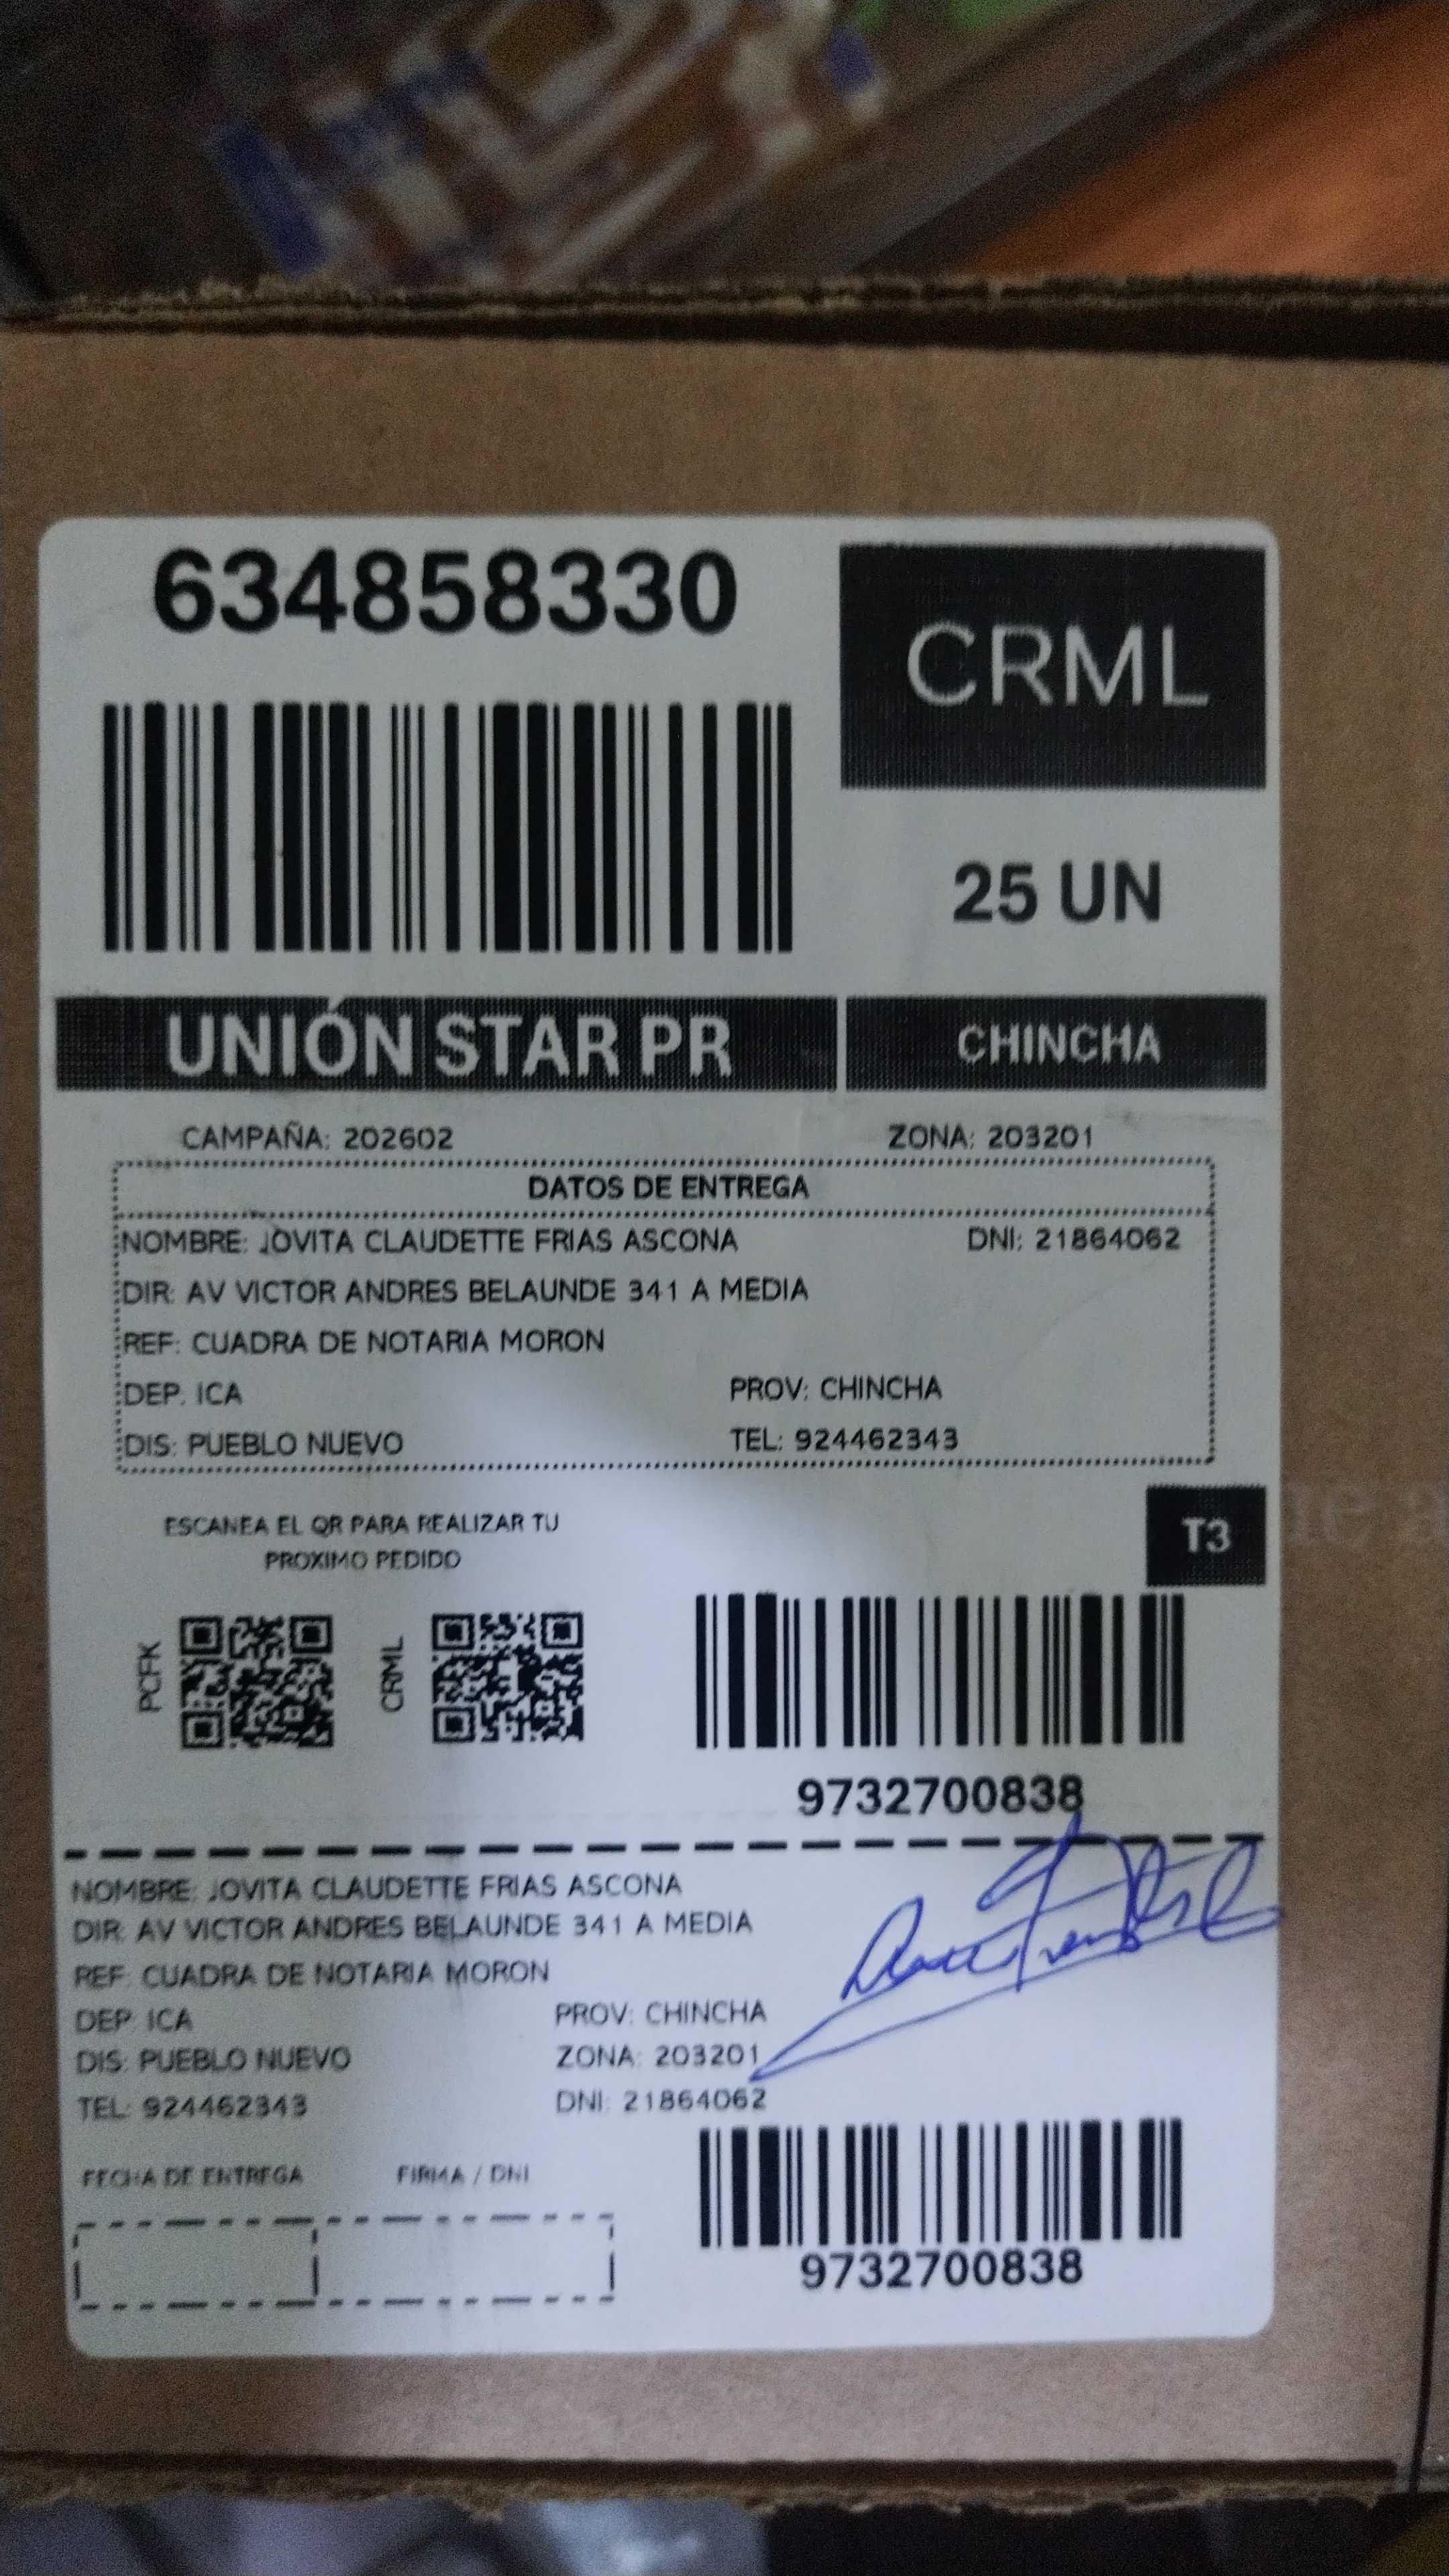 634858330
CRML
25 UN
UNIÓN STAR PR
CHINCHA
CAMPAÑA: 202602
ZONA: 203201
DATOS DE ENTREGA
NOMBRE: JOVITA CLAUDETTE FRIAS ASCONA DNI: 21864062
DIR: AV VICTOR ANDRES BELAUNDE 341 A MEDIA
REF: CUADRA DE NOTARIA MORON
DEP: ICA PROV: CHINCHA
DIS: PUEBLO NUEVO TEL: 924462343
ESCANEA EL QR PARA REALIZAR TU
PROXIMO PEDIDO
T3
PCFK
CRML
9732700838
NOMBRE: JOVITA CLAUDETTE FRIAS ASCONA
DIR: AV VICTOR ANDRES BELAUNDE 341 A MEDIA
REF: CUADRA DE NOTARIA MORON
DEP: ICA PROV: CHINCHA
DIS: PUEBLO NUEVO ZONA: 203201
TEL: 924462343 DNI: 21864062
FECHA DE ENTREGA FIRMA / DNI
9732700838